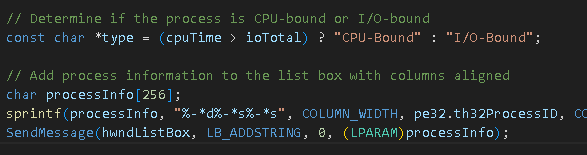 // Determine if the process is CPU-bound or I/O-bound
const char *type = (cpuTime > ioTotal) ? "CPU-Bound" : "I/O-Bound";
// Add process information to the list box with columns aligned
char processInfo[256];
sprintf(processInfo, "%-*d%-*s%-*s", COLUMN_WIDTH, pe32.th32ProcessID, CO
SendMessage(hwndListBox, LB_ADDSTRING, 0, (LPARAM)processInfo);